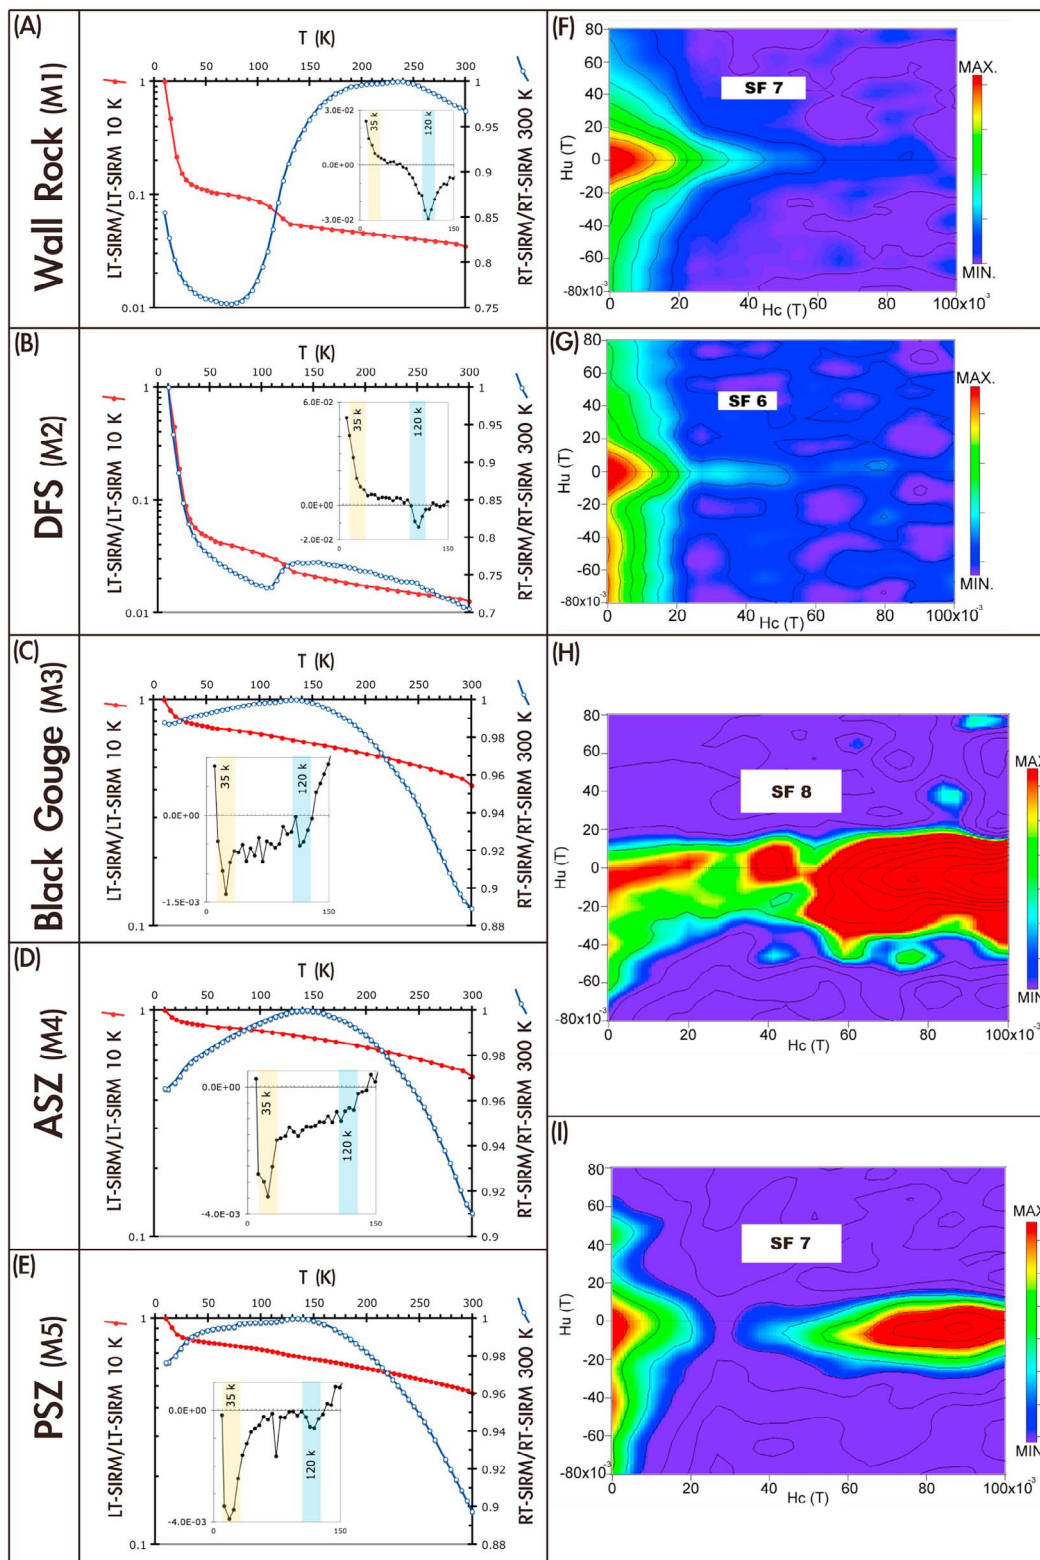 (A)
Wall Rock (M1)
T (K)
0 50 100 150 200 250 300
LT-SIRM/LT-SIRM 10 K
1
0.1
0.01
3.0E-02
0.0E+00
-3.0E-02
35 k
120 k
0 150
1
0.95
0.9
0.85
0.8
0.75
RT-SIRM/RT-SIRM 300 K
(F)
SF 7
80
60
40
20
0
-20
-40
-60
-80x10⁻³
Hu (T)
0 20 40 60 80 100x10⁻³
Hc (T)
MAX.
MIN.
(B)
DFS (M2)
T (K)
0 50 100 150 200 250 300
LT-SIRM/LT-SIRM 10 K
1
0.1
0.01
6.0E-02
0.0E+00
-2.0E-02
35 k
120 k
0 150
1
0.95
0.9
0.85
0.8
0.75
0.7
RT-SIRM/RT-SIRM 300 K
(G)
SF 6
80
60
40
20
0
-20
-40
-60
-80x10⁻³
Hu (T)
0 20 40 60 80 100x10⁻³
Hc (T)
MAX.
MIN.
(C)
Black Gouge (M3)
T (K)
0 50 100 150 200 250 300
LT-SIRM/LT-SIRM 10 K
1
0.1
0.0E+00
-1.5E-03
35 k
120 k
0 150
1
0.98
0.96
0.94
0.92
0.9
0.88
RT-SIRM/RT-SIRM 300 K
(H)
SF 8
80
60
40
20
0
-20
-40
-60
-80x10⁻³
Hu (T)
0 20 40 60 80 100x10⁻³
Hc (T)
MAX
MIN
(D)
ASZ (M4)
T (K)
0 50 100 150 200 250 300
LT-SIRM/LT-SIRM 10 K
1
0.1
0.0E+00
-4.0E-03
35 k
120 k
0 150
1
0.98
0.96
0.94
0.92
0.9
RT-SIRM/RT-SIRM 300 K
(I)
SF 7
80
60
40
20
0
-20
-40
-60
-80x10⁻³
Hu (T)
0 20 40 60 80 100x10⁻³
Hc (T)
MAX
MIN
(E)
PSZ (M5)
T (K)
0 50 100 150 200 250 300
LT-SIRM/LT-SIRM 10 K
1
0.1
0.0E+00
-4.0E-03
35 k
120 k
0 150
1
0.98
0.96
0.94
0.92
0.9
0.88
RT-SIRM/RT-SIRM 300 K